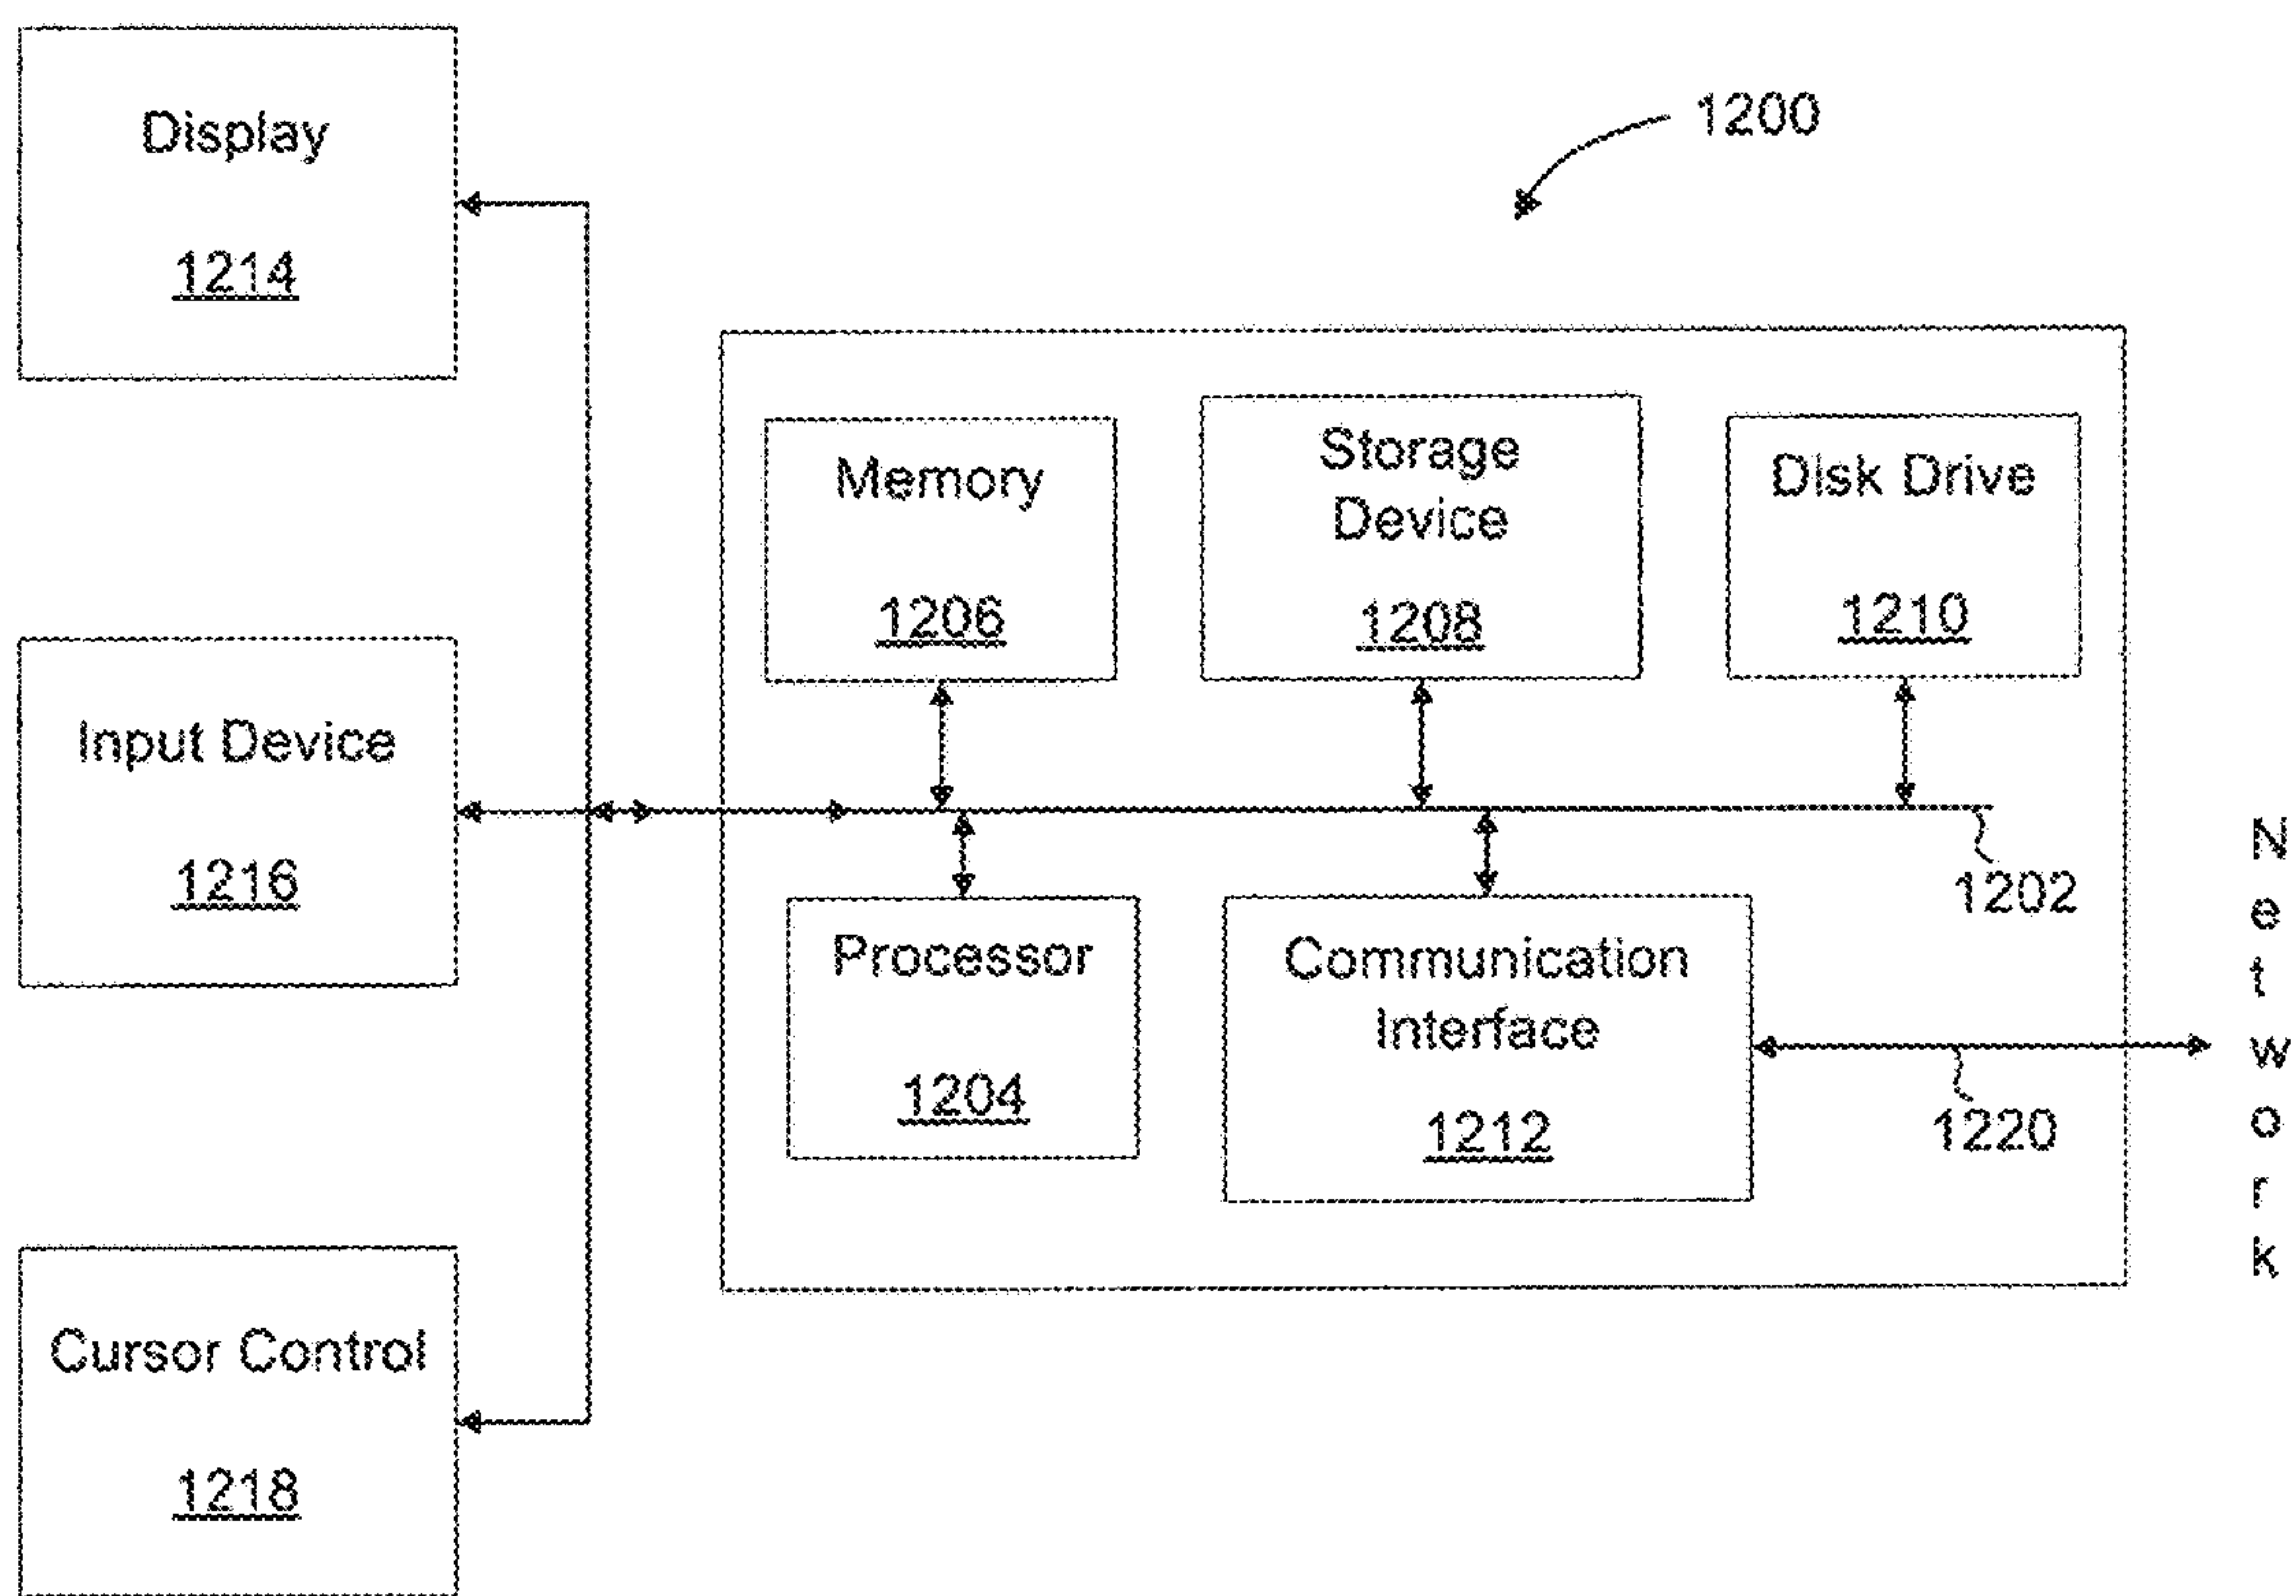 Display
1214
1200
Memory
1206
Storage
Device
1208
Disk Drive
1210
Input Device
1216
1202
Processor
1204
Communication
Interface
1212
1220
Network
Cursor Control
1218